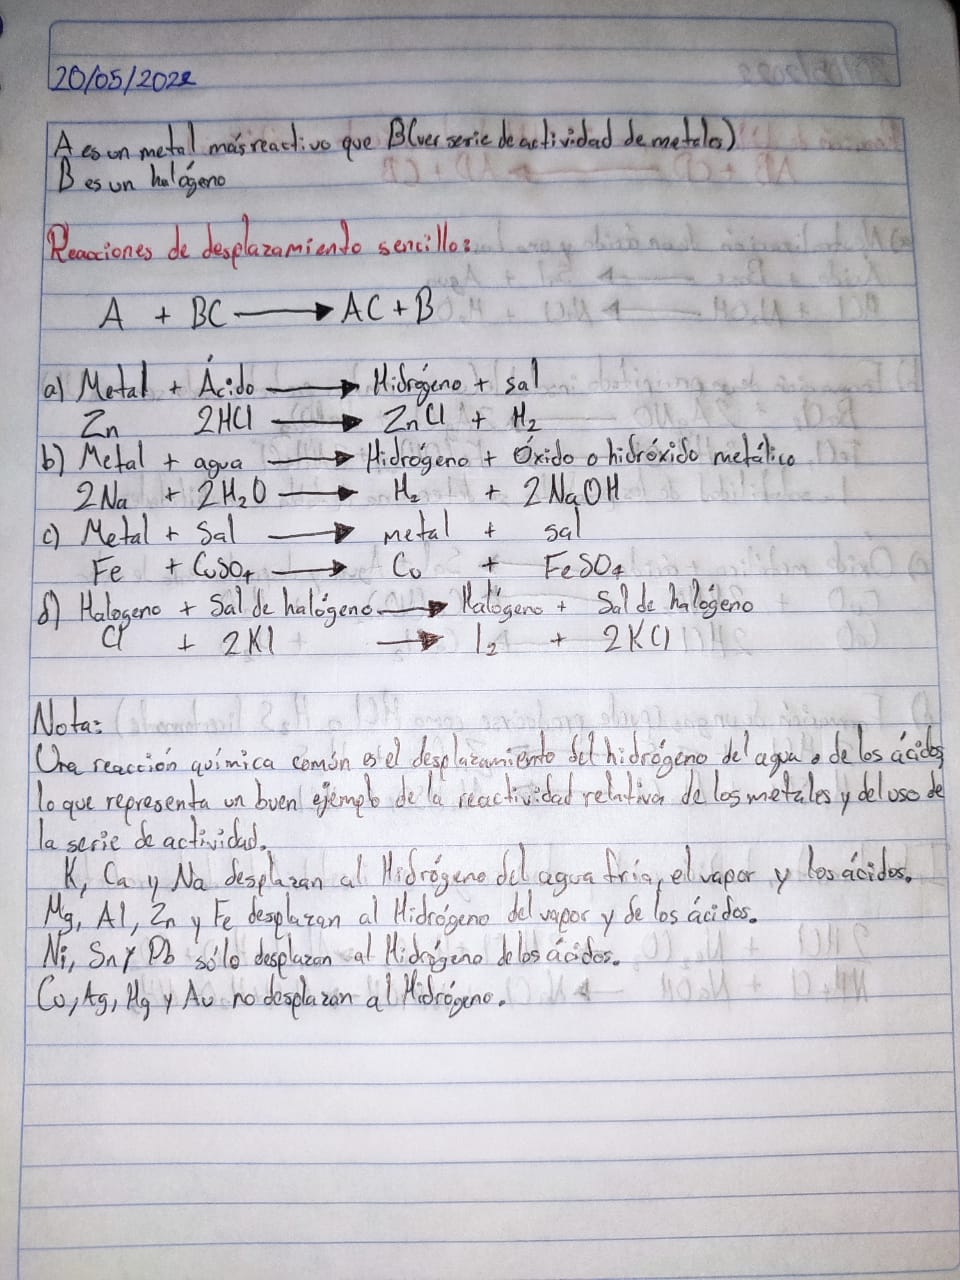 20/05/2022
A es un metal más reactivo que B (ver serie de actividad de metales)
B es un halógeno
Reacciones de desplazamiento sencillo:
A + BC ⟶ AC + B
a) Metal + Ácido ⟶ Hidrógeno + sal
Zn 2HCl ⟶ ZnCl + H₂
b) Metal + agua ⟶ Hidrógeno + Óxido o hidróxido metálico
2Na + 2H₂O ⟶ H₂ + 2NaOH
c) Metal + Sal ⟶ metal + sal
Fe + CuSO₄ ⟶ Cu + FeSO₄
d) Halogeno + Sal de halógeno ⟶ Halógeno + Sal de halógeno
Cl + 2KI ⟶ I₂ + 2KCl
Nota:
Una reacción química común es el desplazamiento del hidrógeno del agua o de los ácidos
lo que representa un buen ejemplo de la reactividad relativa de los metales y del uso de
la serie de actividad.
K, Ca y Na desplazan al Hidrógeno del agua fría, el vapor y los ácidos.
Mg, Al, Zn y Fe desplazan al Hidrógeno del vapor y de los ácidos.
Ni, Sn y Pb sólo desplazan al Hidrógeno de los ácidos.
Cu, Ag, Hg y Au no desplazan al Hidrógeno.